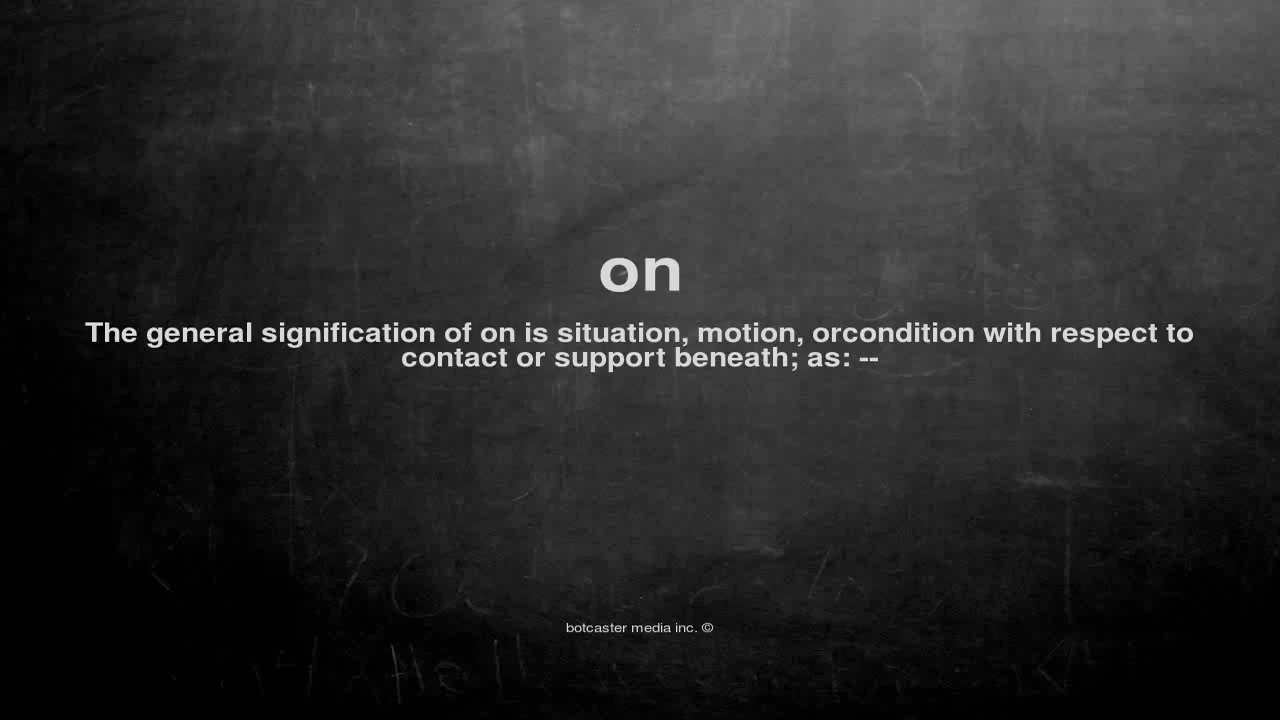 on
The general signification of on is situation, motion, orcondition with respect to
contact or support beneath; as: --
botcaster media inc. ©